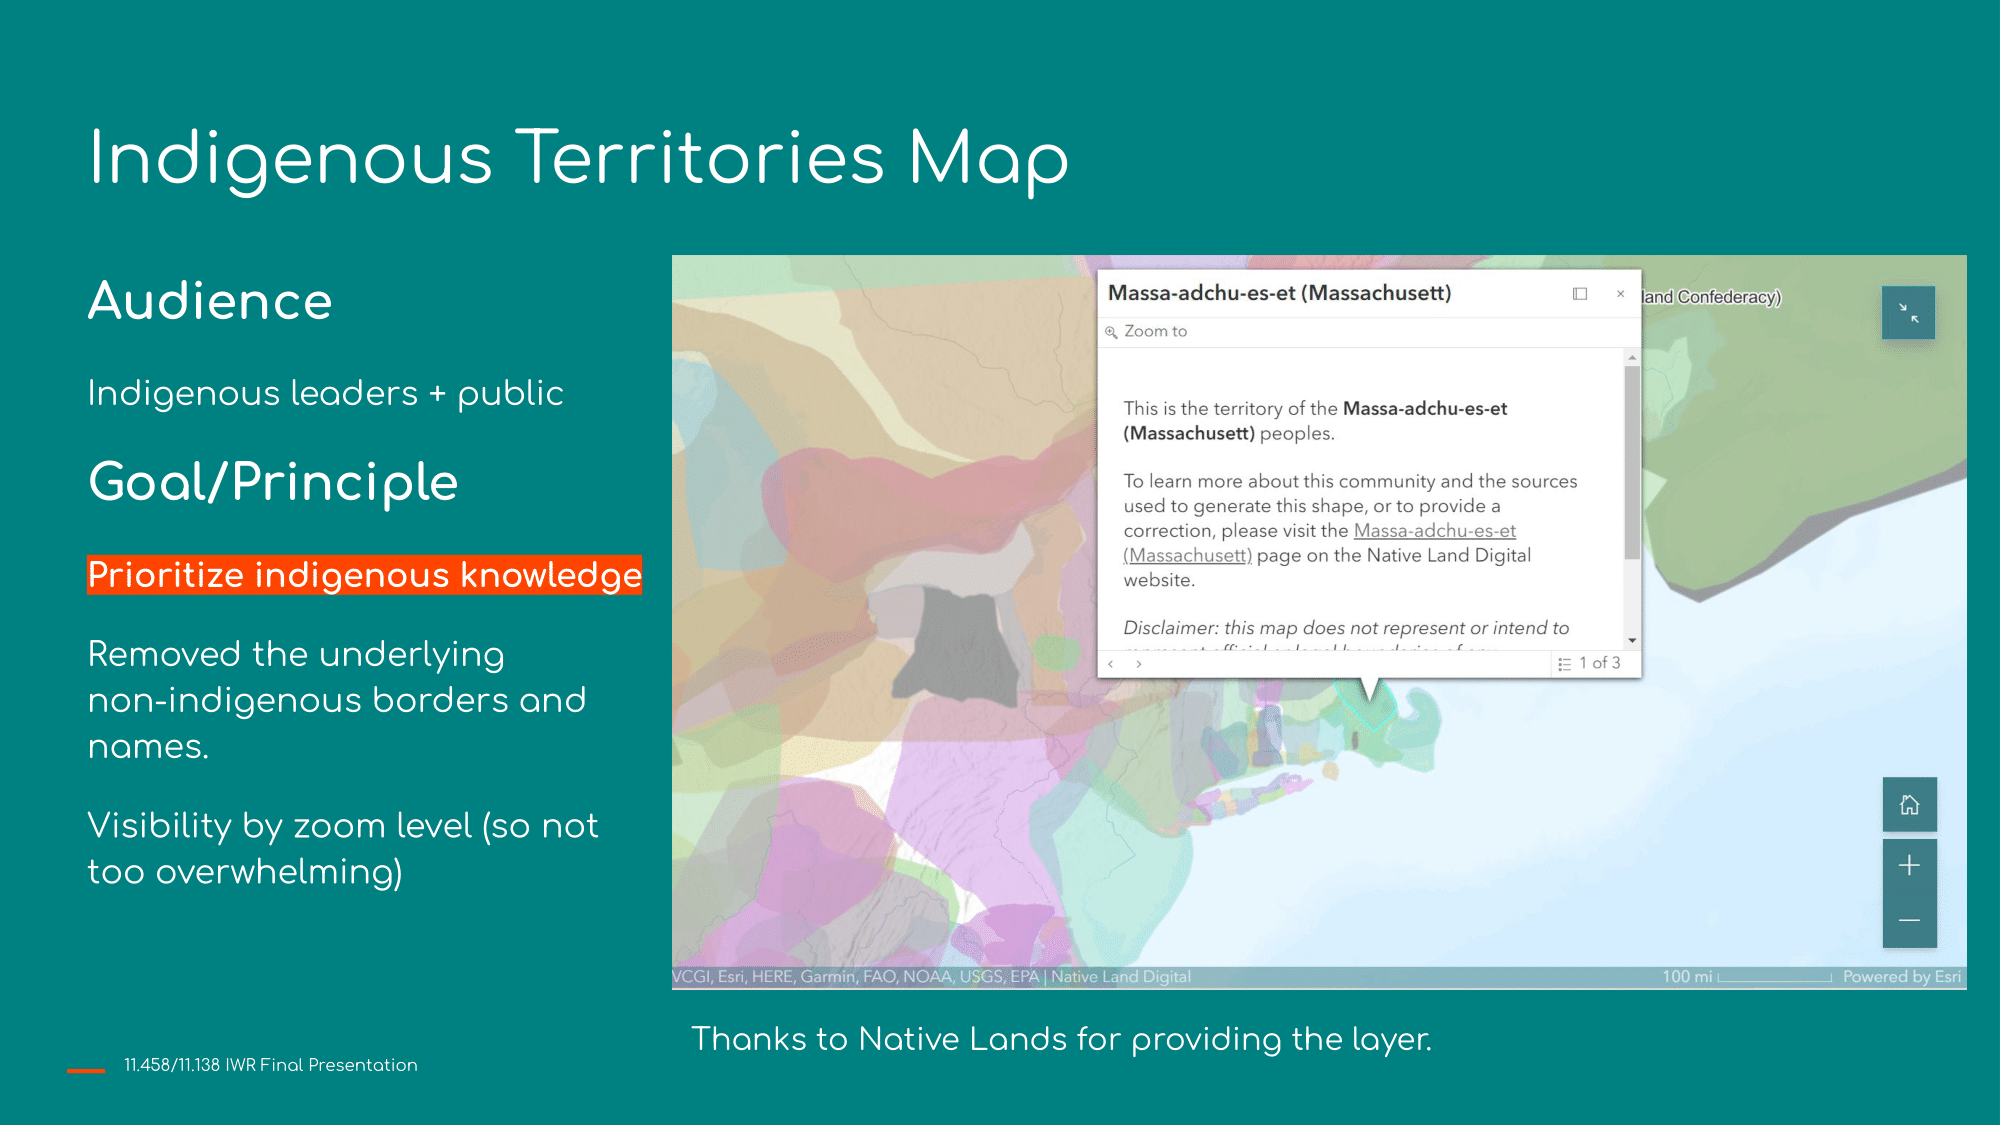 Indigenous Territories Map
Audience
Indigenous leaders + public
Goal/Principle
Prioritize indigenous knowledge
Removed the underlying
non-indigenous borders and
names.
Visibility by zoom level (so not
too overwhelming)
11.458/11.138 IWR Final Presentation
Massa-adchu-es-et (Massachusett)
Zoom to
This is the territory of the Massa-adchu-es-et
(Massachusett) peoples.
To learn more about this community and the sources
used to generate this shape, or to provide a
correction, please visit the Massa-adchu-es-et
(Massachusett) page on the Native Land Digital
website.
Disclaimer: this map does not represent or intend to
1 of 3
land Confederacy)
VCGI, Esri, HERE, Garmin, FAO, NOAA, USGS, EPA | Native Land Digital
100 mi
Powered by Esri
Thanks to Native Lands for providing the layer.